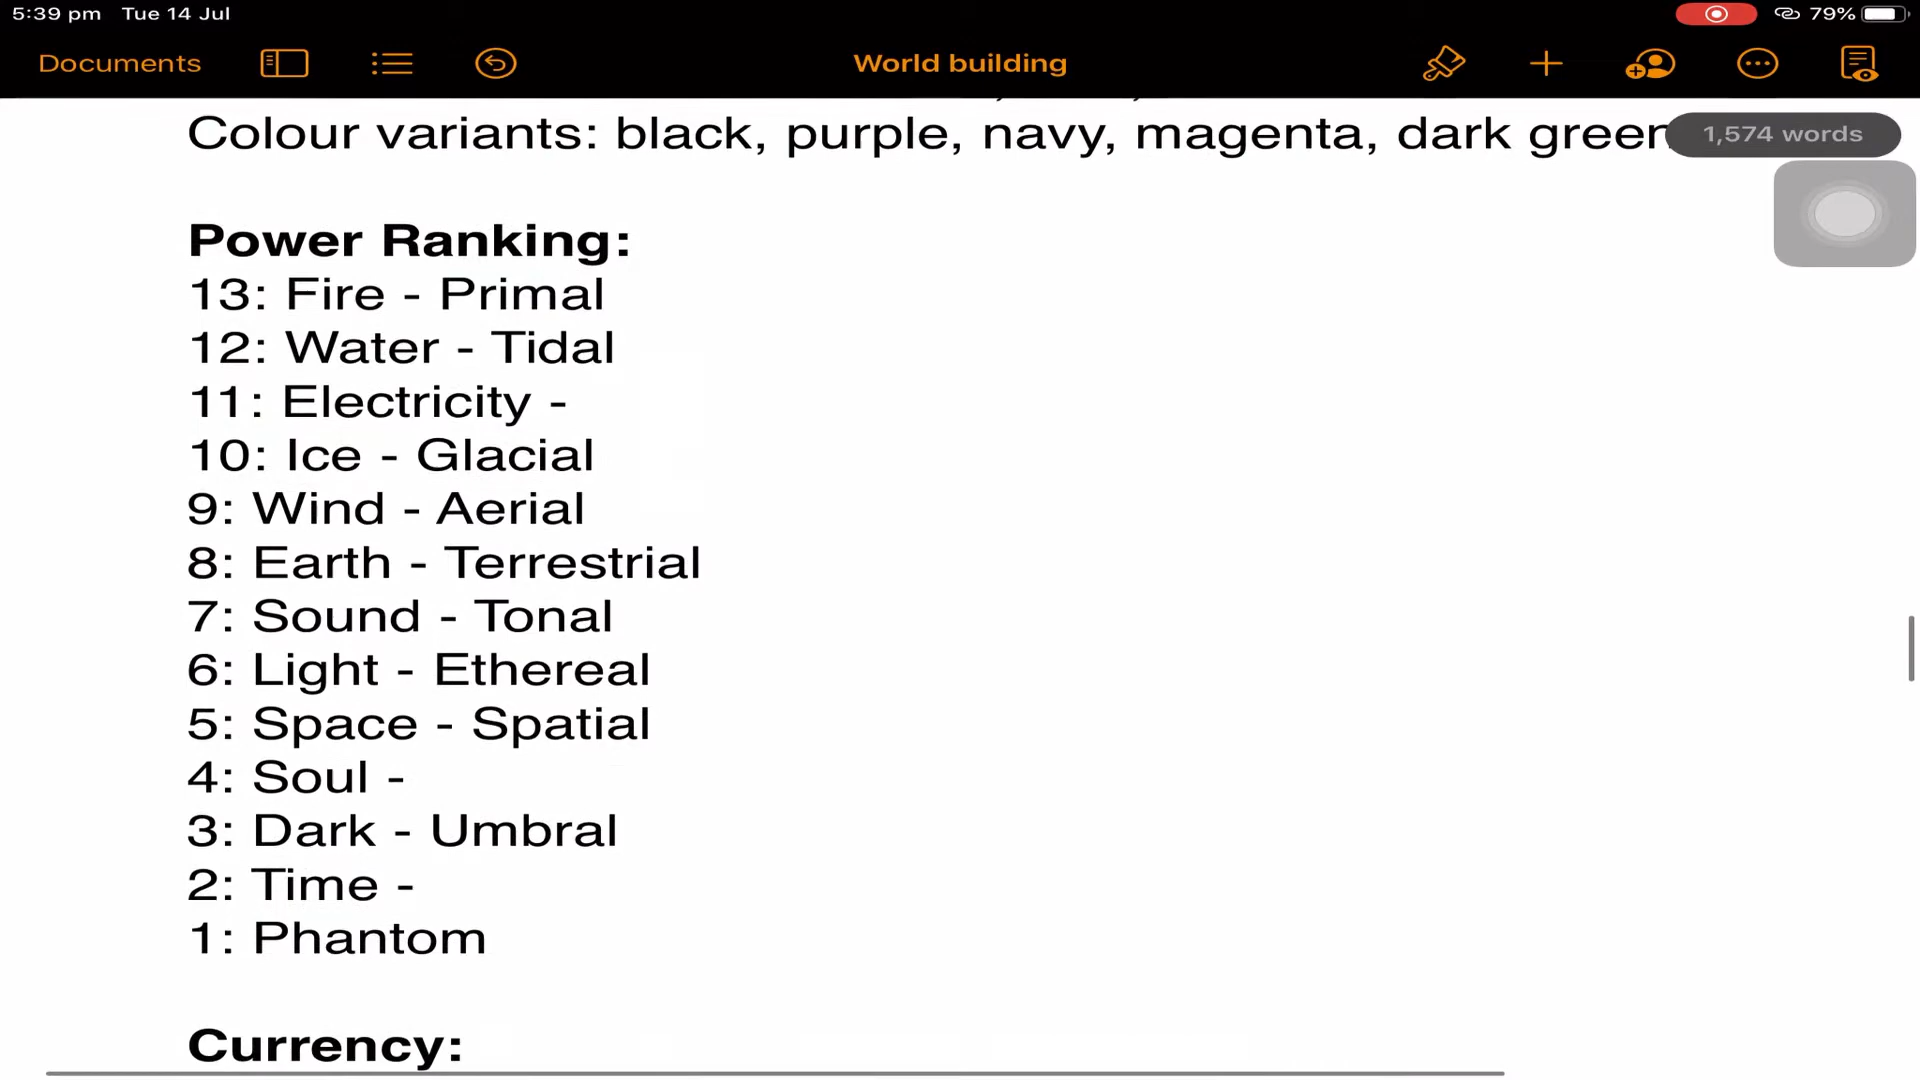 5:39 pm Tue 14 Jul
79%
Documents
World building
Colour variants: black, purple, navy, magenta, dark green
1,574 words
Power Ranking:
13: Fire - Primal
12: Water - Tidal
11: Electricity -
10: Ice - Glacial
9: Wind - Aerial
8: Earth - Terrestrial
7: Sound - Tonal
6: Light - Ethereal
5: Space - Spatial
4: Soul -
3: Dark - Umbral
2: Time -
1: Phantom
Currency: